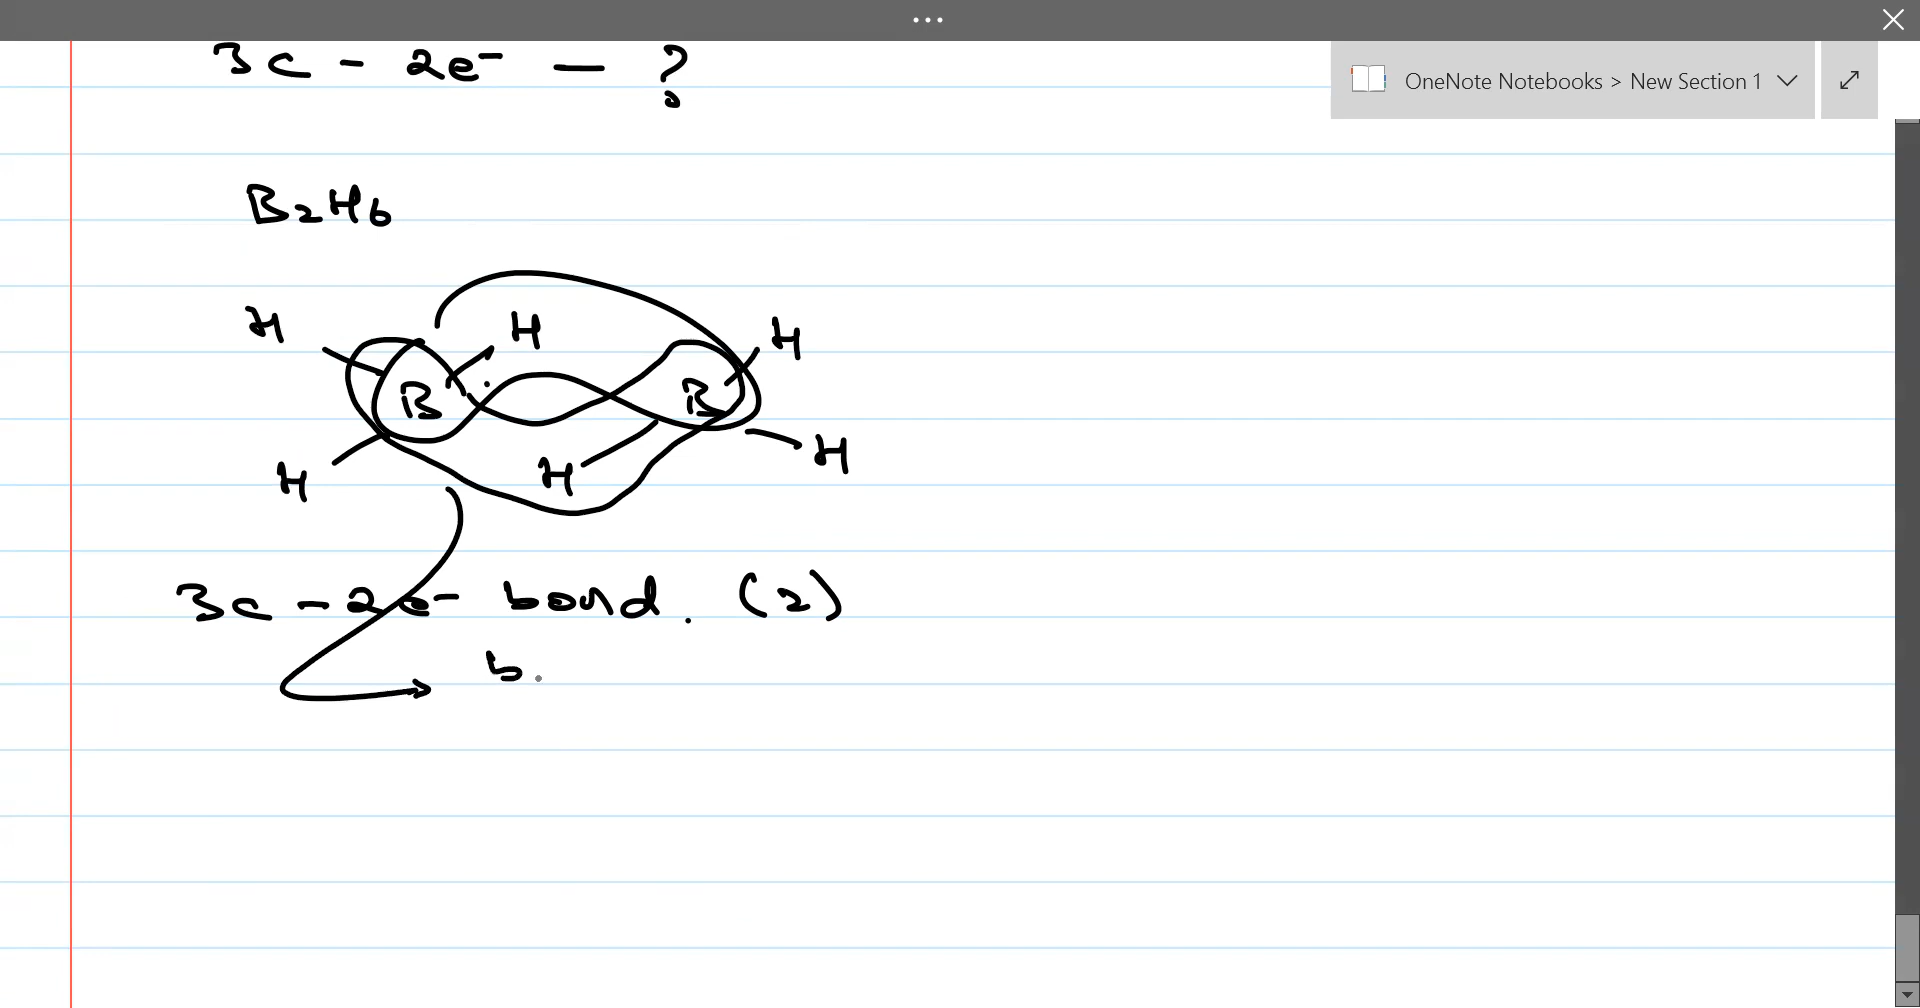 ...
3c - 2e⁻ — ?
OneNote Notebooks > New Section 1
B₂H₆
H H H
B B
H H H
3c - 2e⁻ bond. (2)
b.